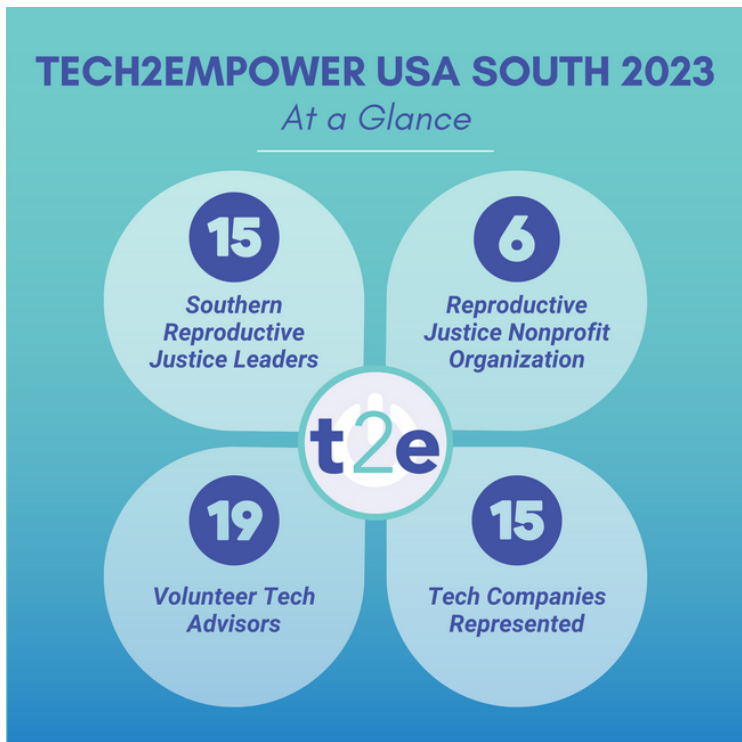 TECH2EMPOWER USA SOUTH 2023
At a Glance
15
Southern
Reproductive
Justice Leaders
6
Reproductive
Justice Nonprofit
Organization
t2e
19
Volunteer Tech
Advisors
15
Tech Companies
Represented